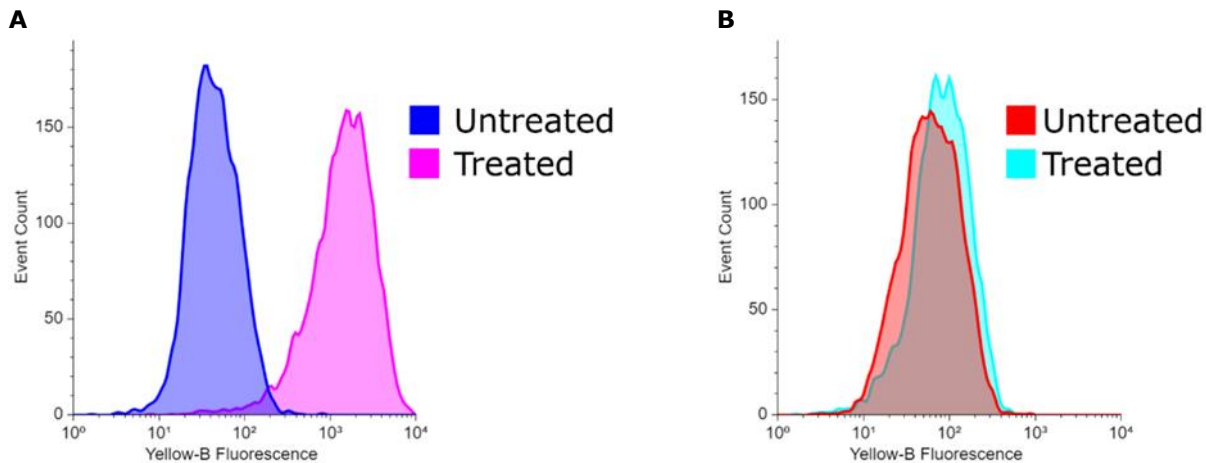 A
Event Count
150
100
50
0
10⁰
10¹
10²
10³
10⁴
Yellow-B Fluorescence
Untreated
Treated
B
Event Count
150
100
50
0
10⁰
10¹
10²
10³
10⁴
Yellow-B Fluorescence
Untreated
Treated